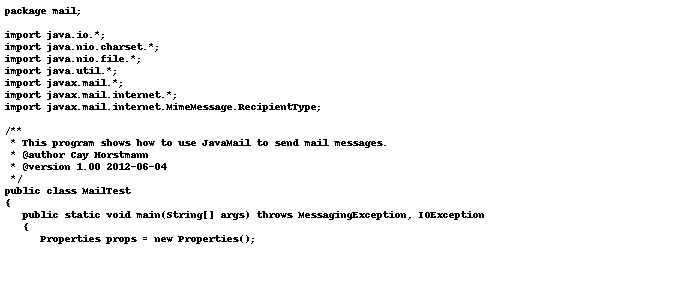 package mail;
import java.io.*;
import java.nio.charset.*;
import java.nio.file.*;
import java.util.*;
import javax.mail.*;
import javax.mail.internet.*;
import javax.mail.internet.MimeMessage.RecipientType;
/**
 * This program shows how to use JavaMail to send mail messages.
 * @author Cay Horstmann
 * @version 1.00 2012-06-04
 */
public class MailTest
{
   public static void main(String[] args) throws MessagingException, IOException
   {
      Properties props = new Properties();